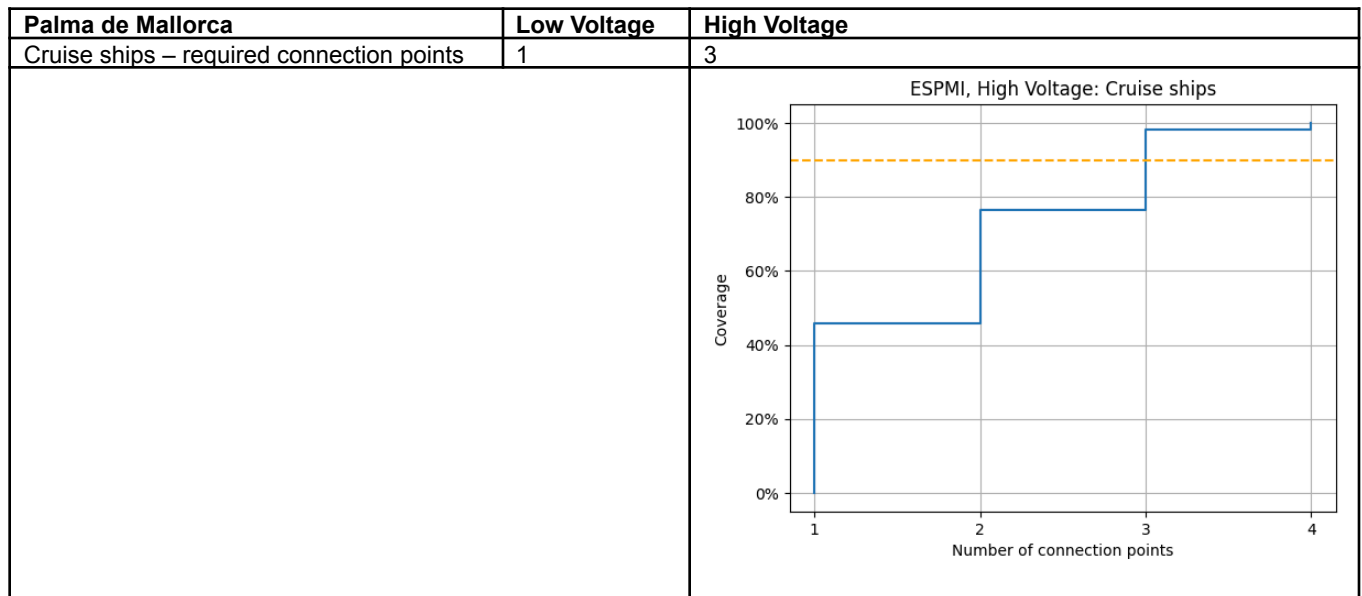 Palma de Mallorca Low Voltage High Voltage
Cruise ships – required connection points 1 3
ESPMI, High Voltage: Cruise ships
100%
80%
60%
40%
20%
0%
Coverage
1 2 3 4
Number of connection points